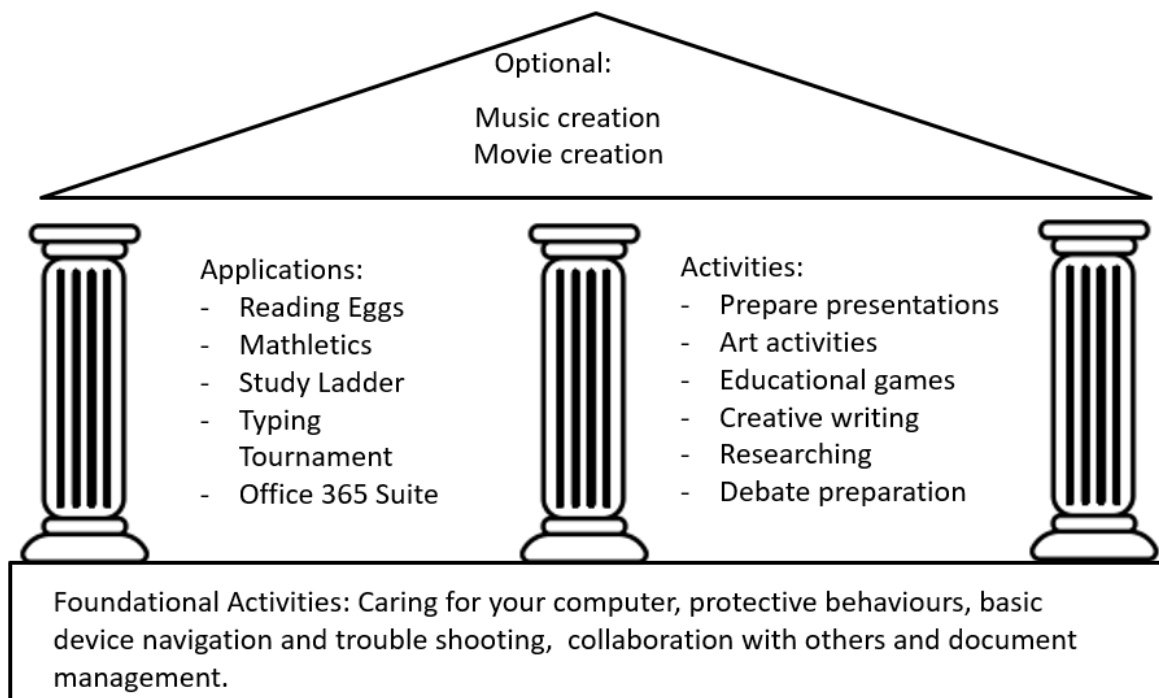 Optional:
Music creation
Movie creation
Applications:
- Reading Eggs
- Mathletics
- Study Ladder
- Typing
Tournament
- Office 365 Suite
Activities:
- Prepare presentations
- Art activities
- Educational games
- Creative writing
- Researching
- Debate preparation
Foundational Activities: Caring for your computer, protective behaviours, basic
device navigation and trouble shooting,  collaboration with others and document
management.